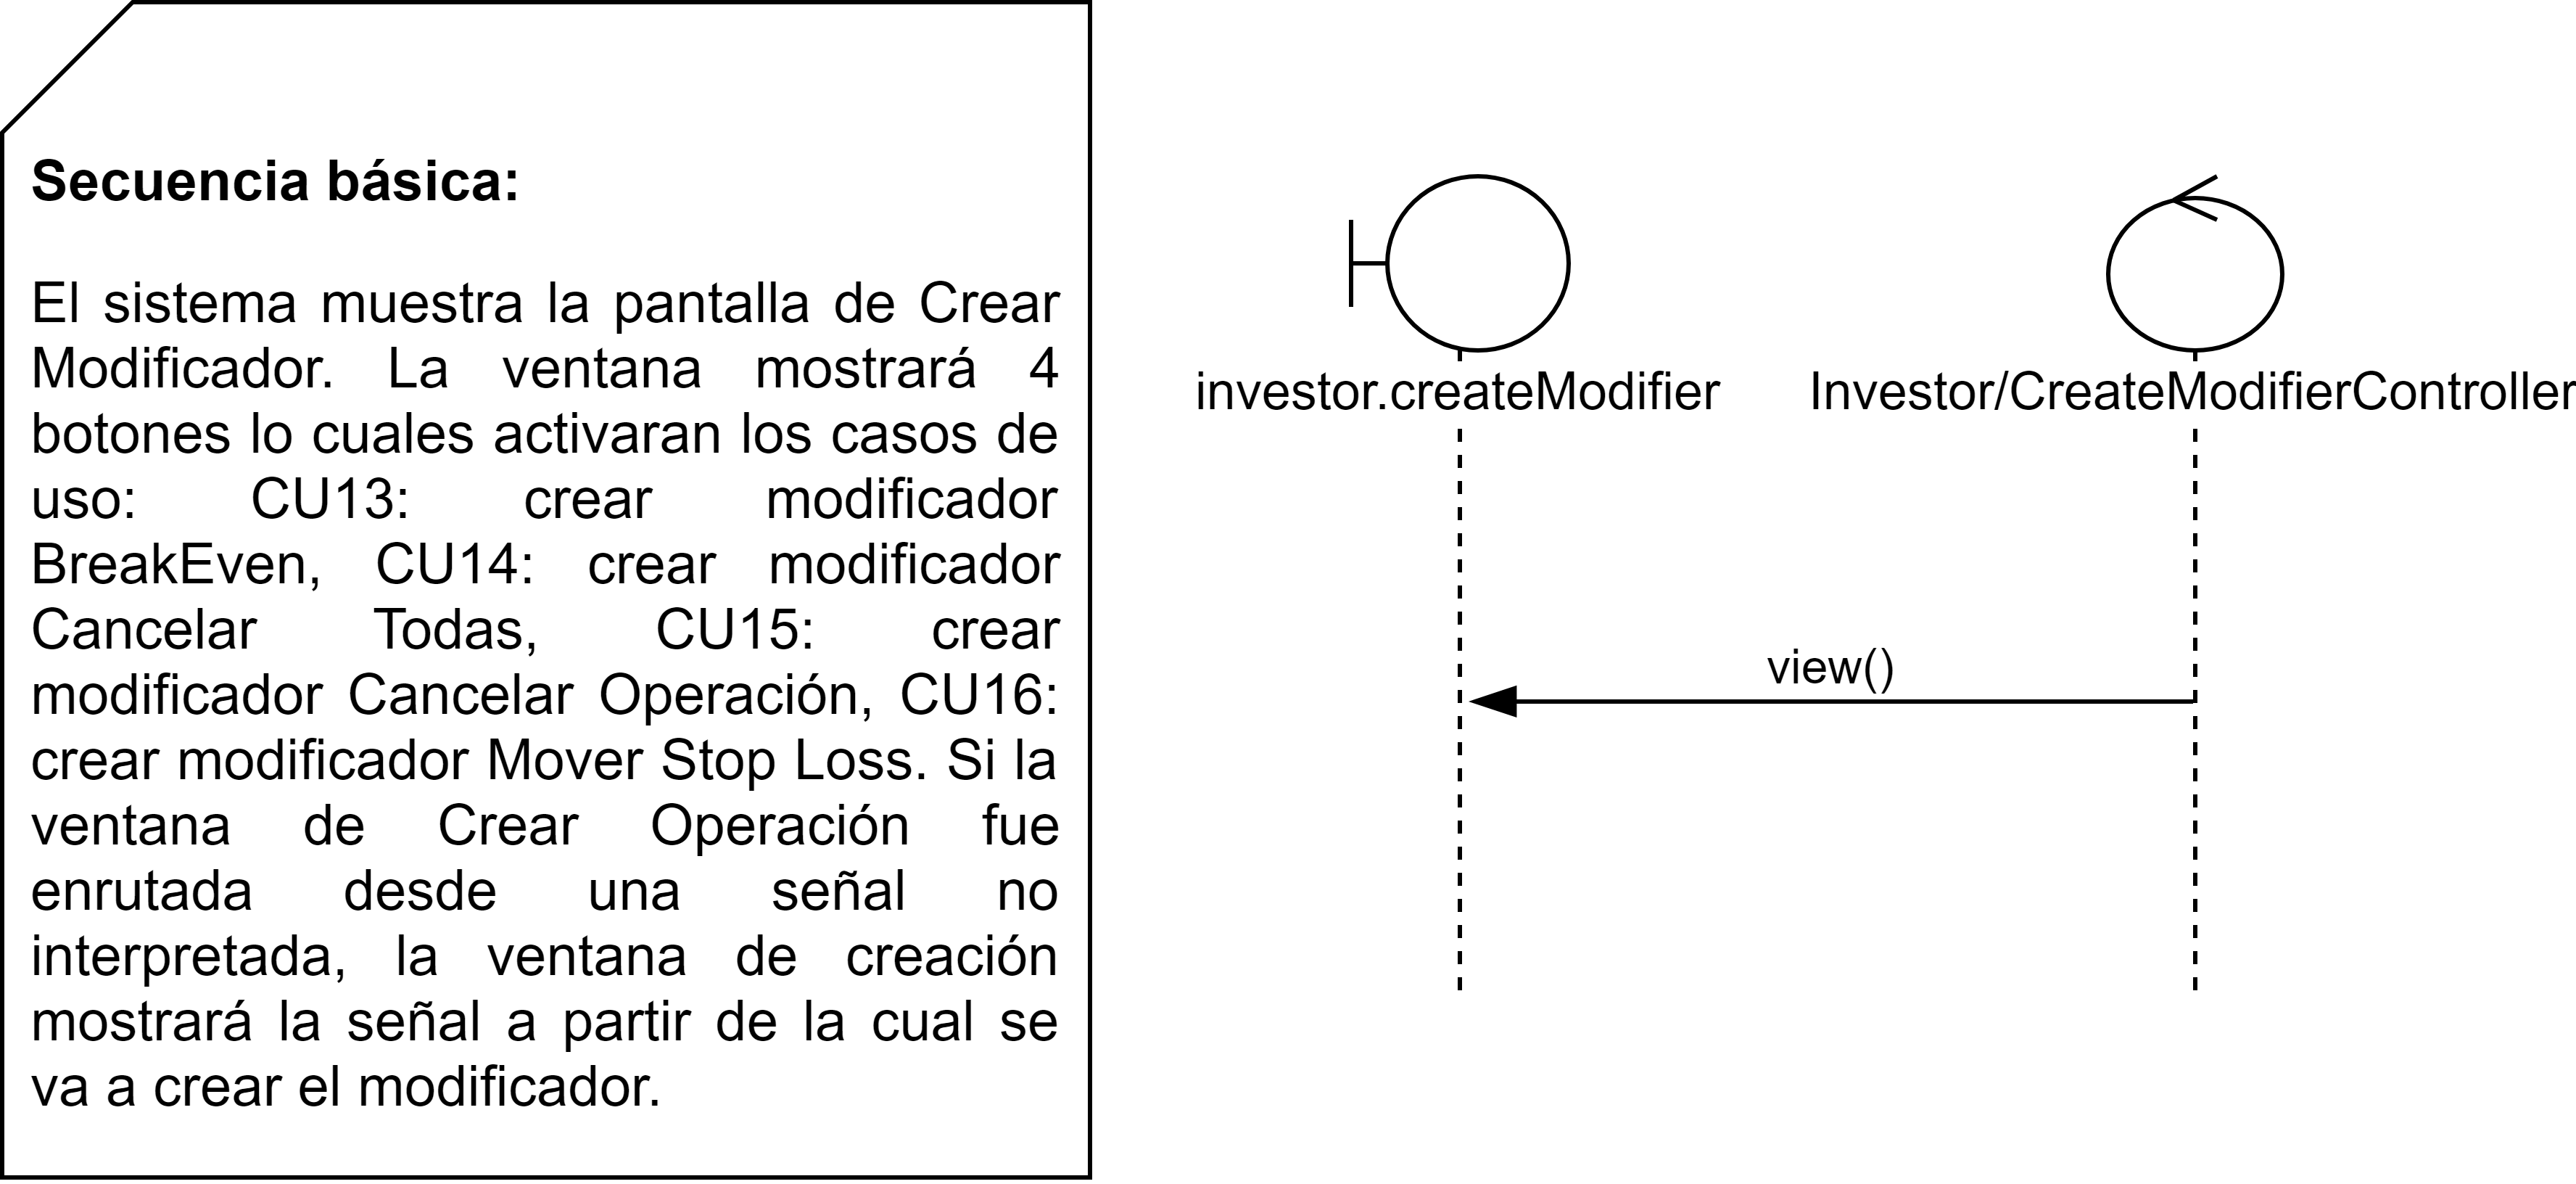 Secuencia básica:
El sistema muestra la pantalla de Crear
Modificador. La ventana mostrará 4
botones lo cuales activaran los casos de
uso: CU13: crear modificador
BreakEven, CU14: crear modificador
Cancelar Todas, CU15: crear
modificador Cancelar Operación, CU16:
crear modificador Mover Stop Loss. Si la
ventana de Crear Operación fue
enrutada desde una señal no
interpretada, la ventana de creación
mostrará la señal a partir de la cual se
va a crear el modificador.
investor.createModifier
Investor/CreateModifierController
view()